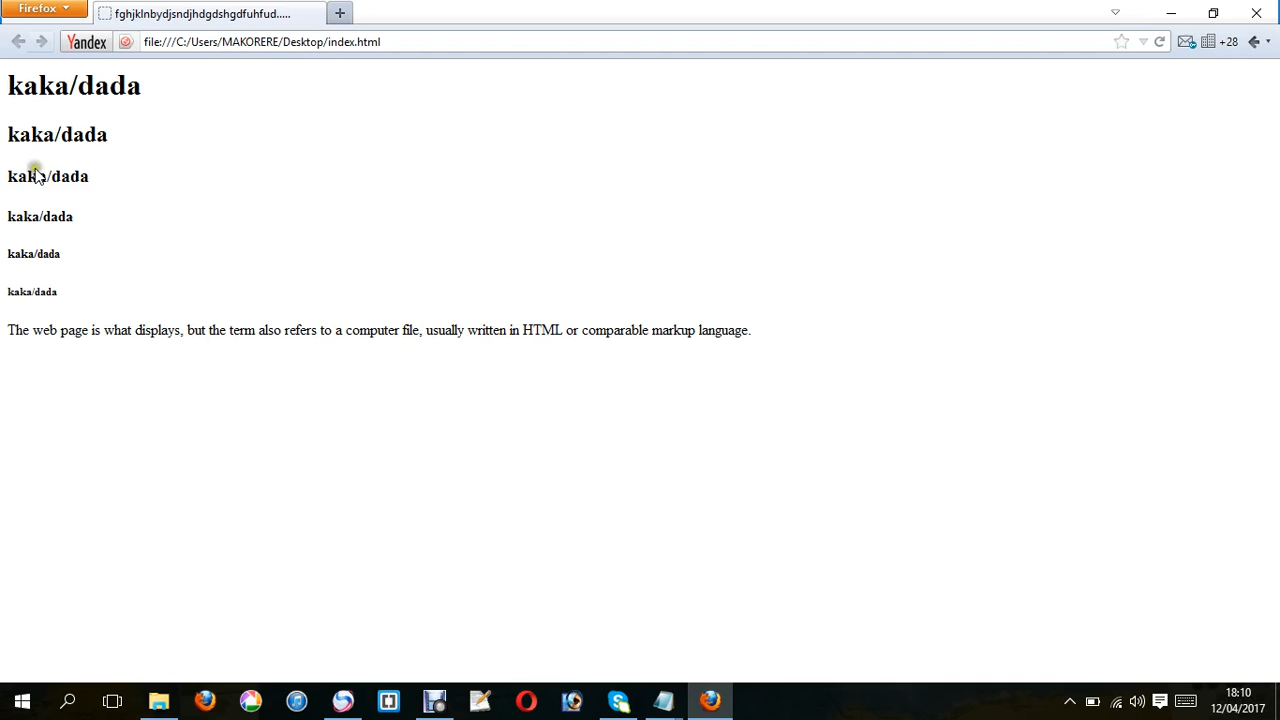 Firefox
fghjklnbydjsndjhdgdshgdfuhfud.....
Yandex
file:///C:/Users/MAKORERE/Desktop/index.html
+28
kaka/dada
kaka/dada
kaka/dada
kaka/dada
kaka/dada
kaka/dada
The web page is what displays, but the term also refers to a computer file, usually written in HTML or comparable markup language.
18:10
12/04/2017